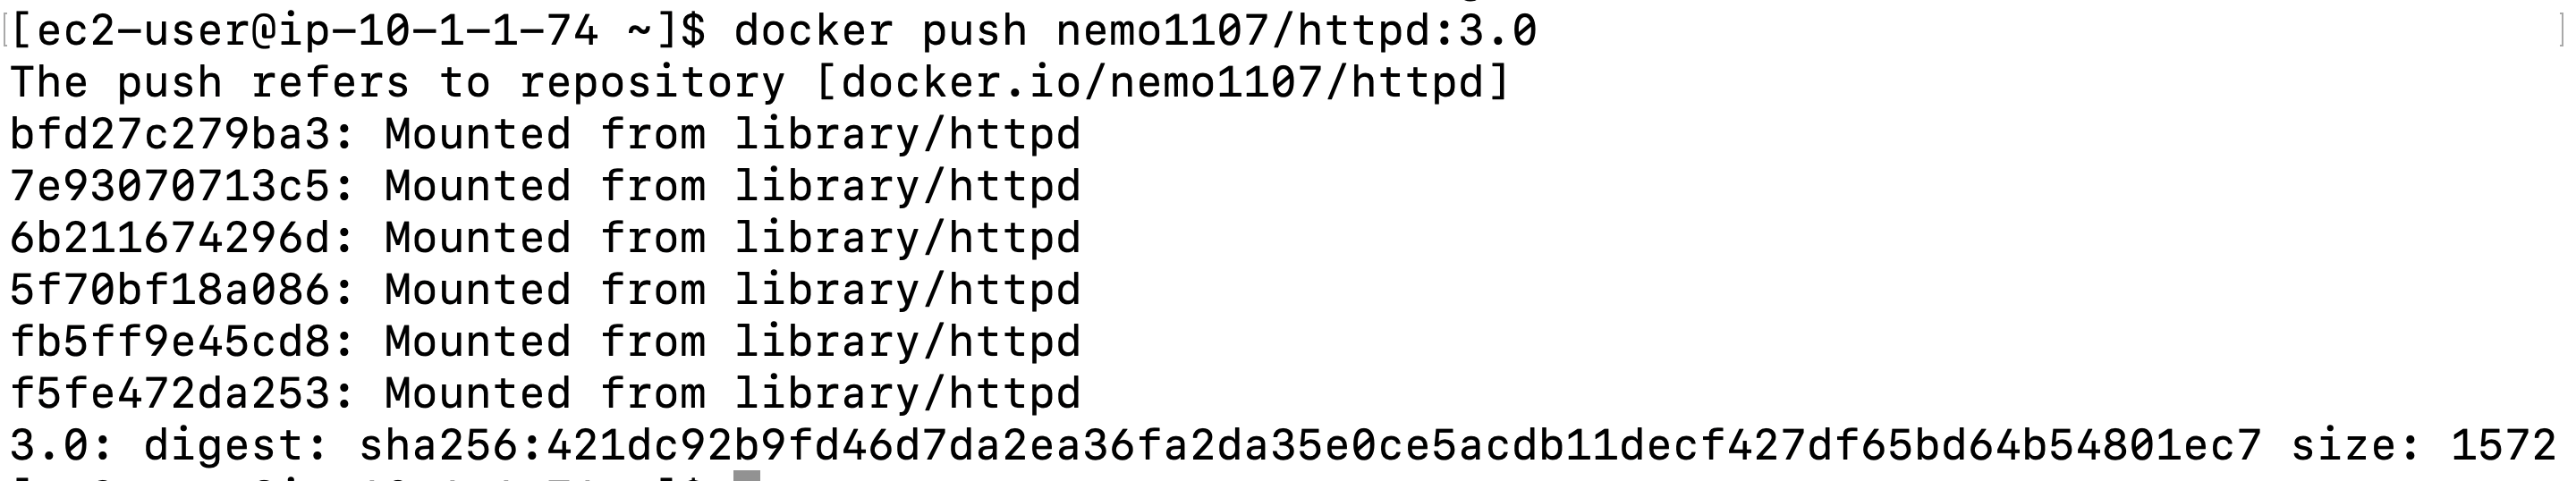 [ec2-user@ip-10-1-1-74 ~]$ docker push nemo1107/httpd:3.0
The push refers to repository [docker.io/nemo1107/httpd]
bfd27c279ba3: Mounted from library/httpd
7e93070713c5: Mounted from library/httpd
6b211674296d: Mounted from library/httpd
5f70bf18a086: Mounted from library/httpd
fb5ff9e45cd8: Mounted from library/httpd
f5fe472da253: Mounted from library/httpd
3.0: digest: sha256:421dc92b9fd46d7da2ea36fa2da35e0ce5acdb11decf427df65bd64b54801ec7 size: 1572